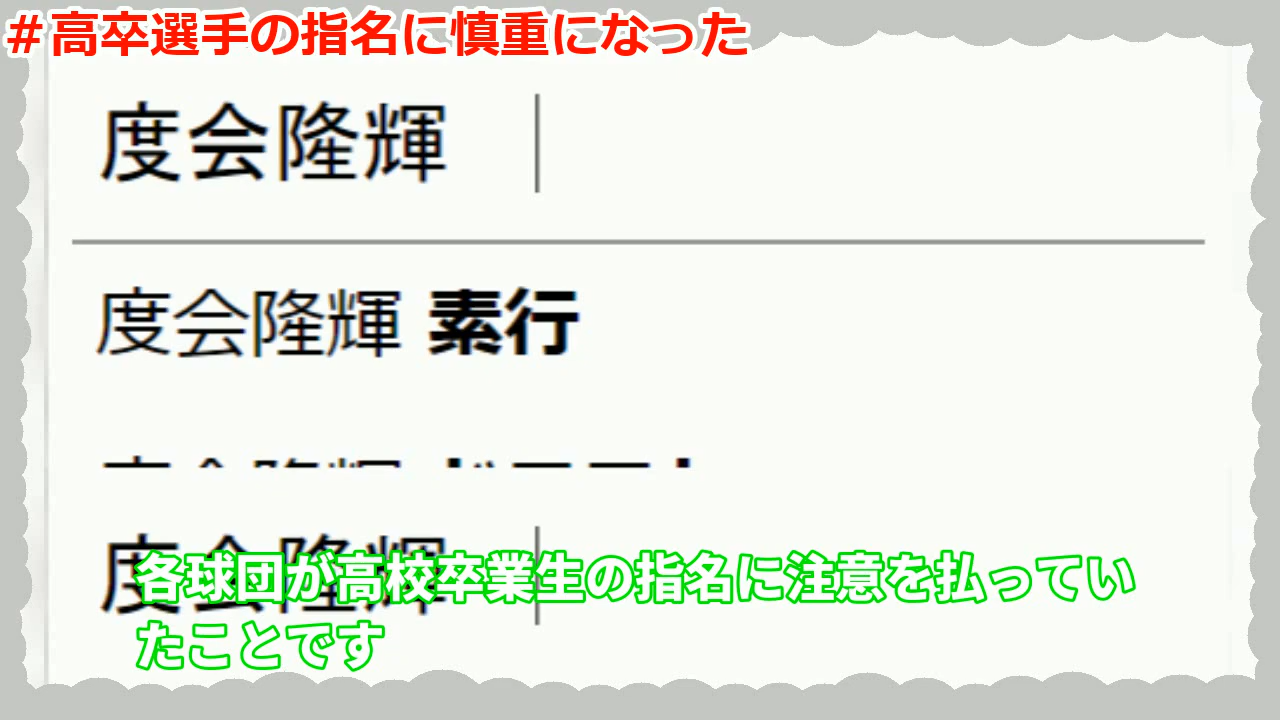 #高卒選手の指名に慎重になった
度会隆輝
度会隆輝 素行
度会隆輝
各球団が高校卒業生の指名に注意を払ってい
たことです